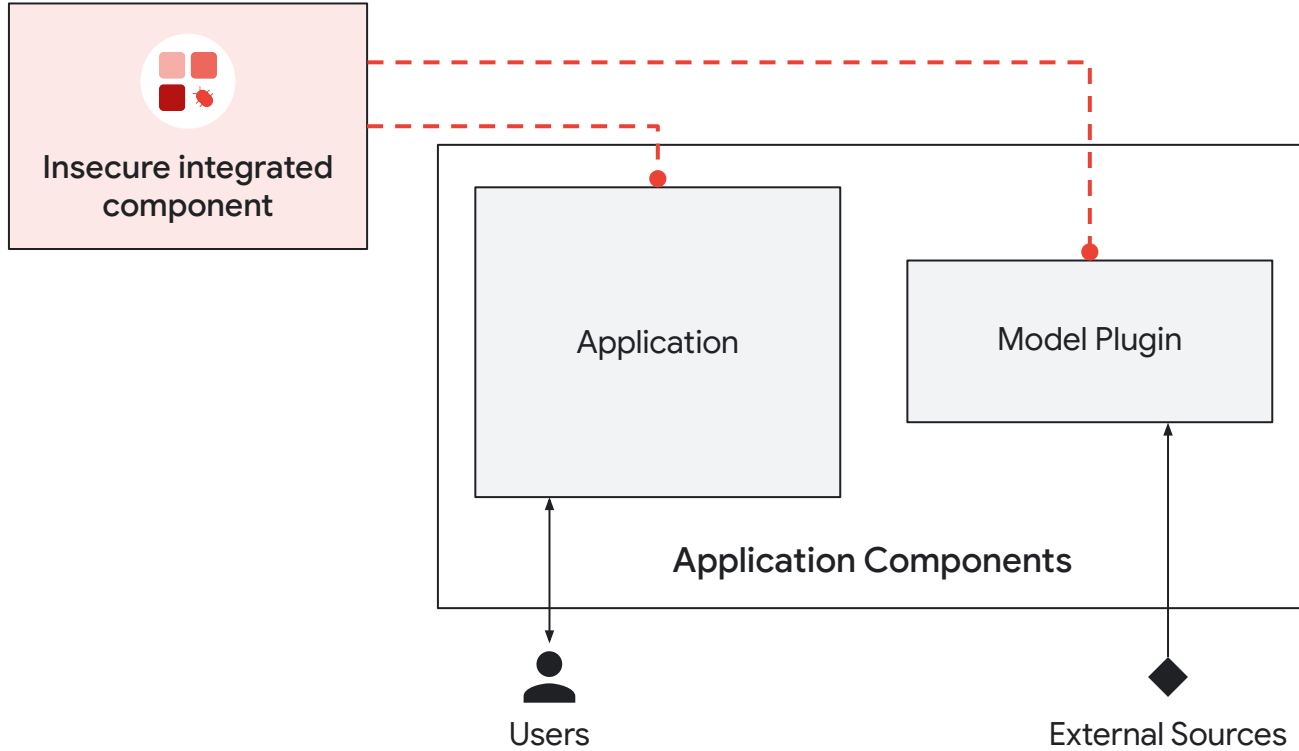 Insecure integrated
component
Application
Model Plugin
Application Components
Users
External Sources